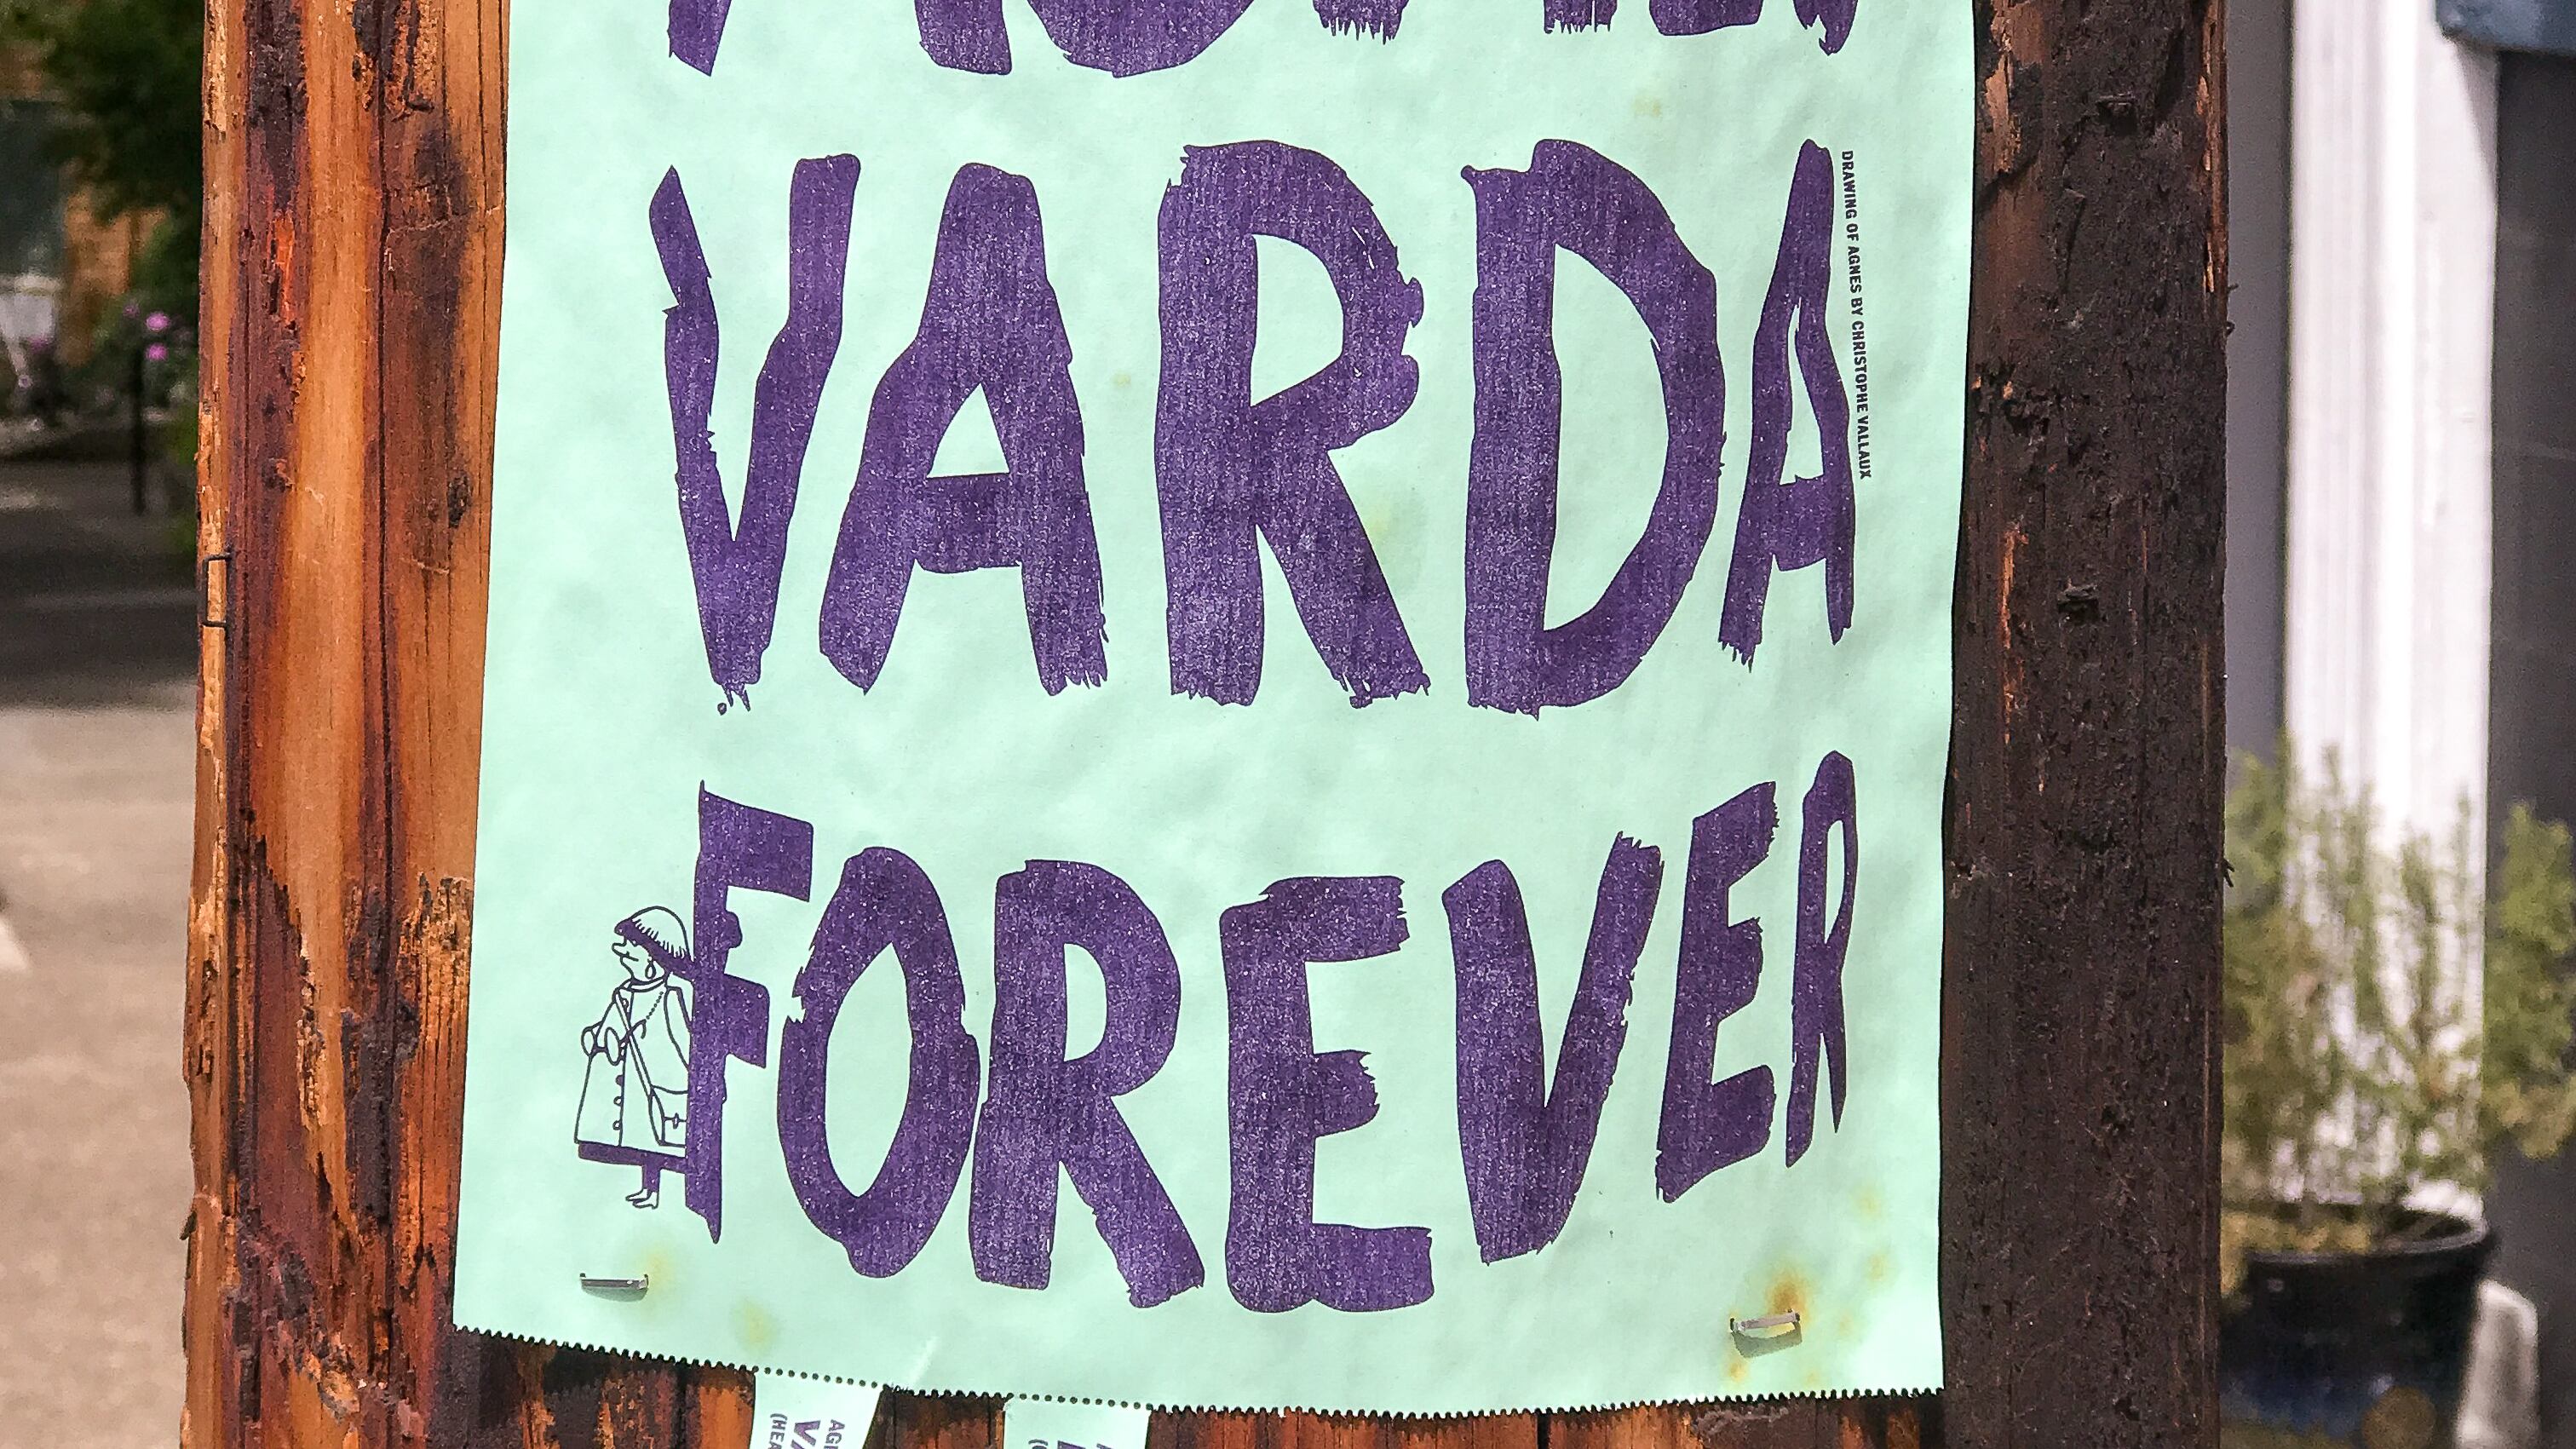 VARDA
FOREVER
DRAWING OF AGNES BY CHRISTOPHE VALLAUX